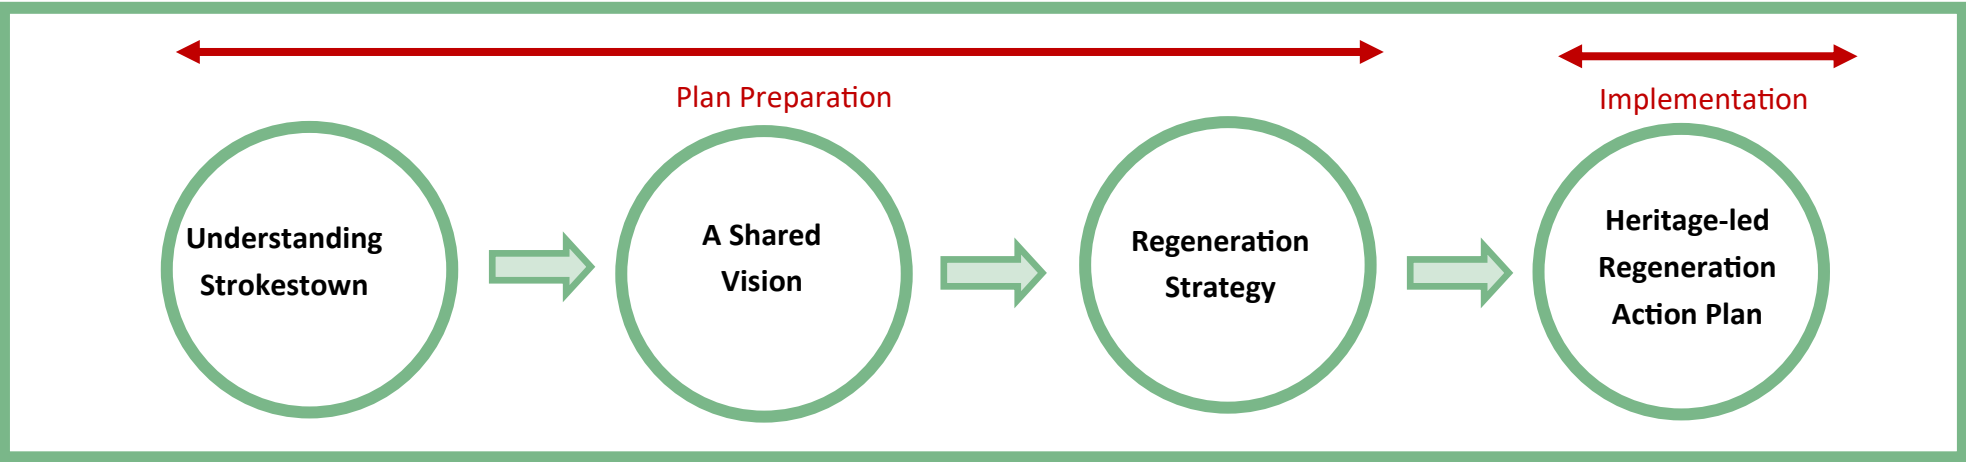 Plan Preparation
Implementation
Understanding
Strokestown
A Shared
Vision
Regeneration
Strategy
Heritage-led
Regeneration
Action Plan